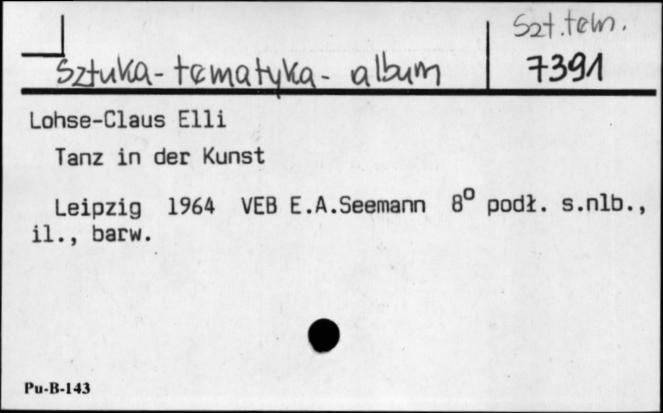 Szt.tem.
Sztuka-tematyka- album
7391
Lohse-Claus Elli
Tanz in der Kunst
Leipzig 1964 VEB E.A.Seemann 8° podł. s.nlb.,
il., barw.
Pu-B-143